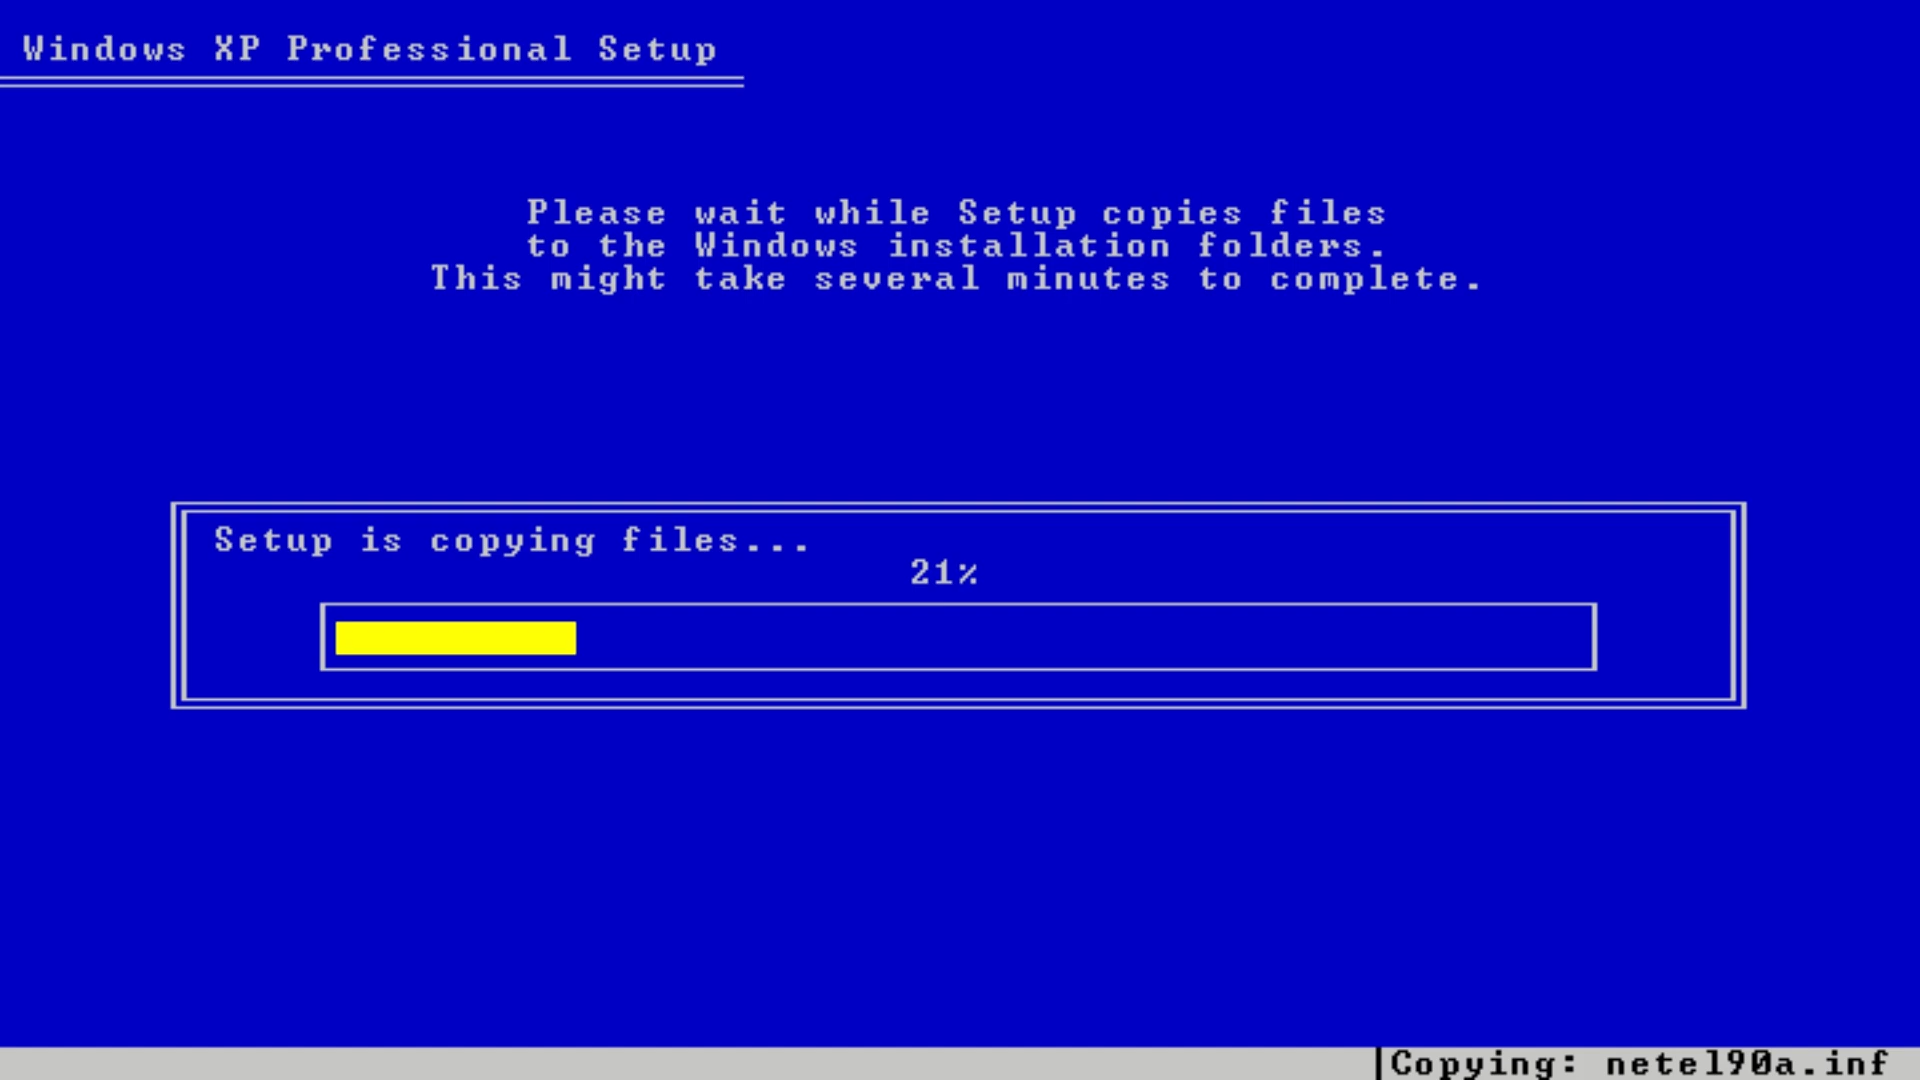 Windows XP Professional Setup
Please wait while Setup copies files
to the Windows installation folders.
This might take several minutes to complete.
Setup is copying files...
21%
Copying: netel90a.inf